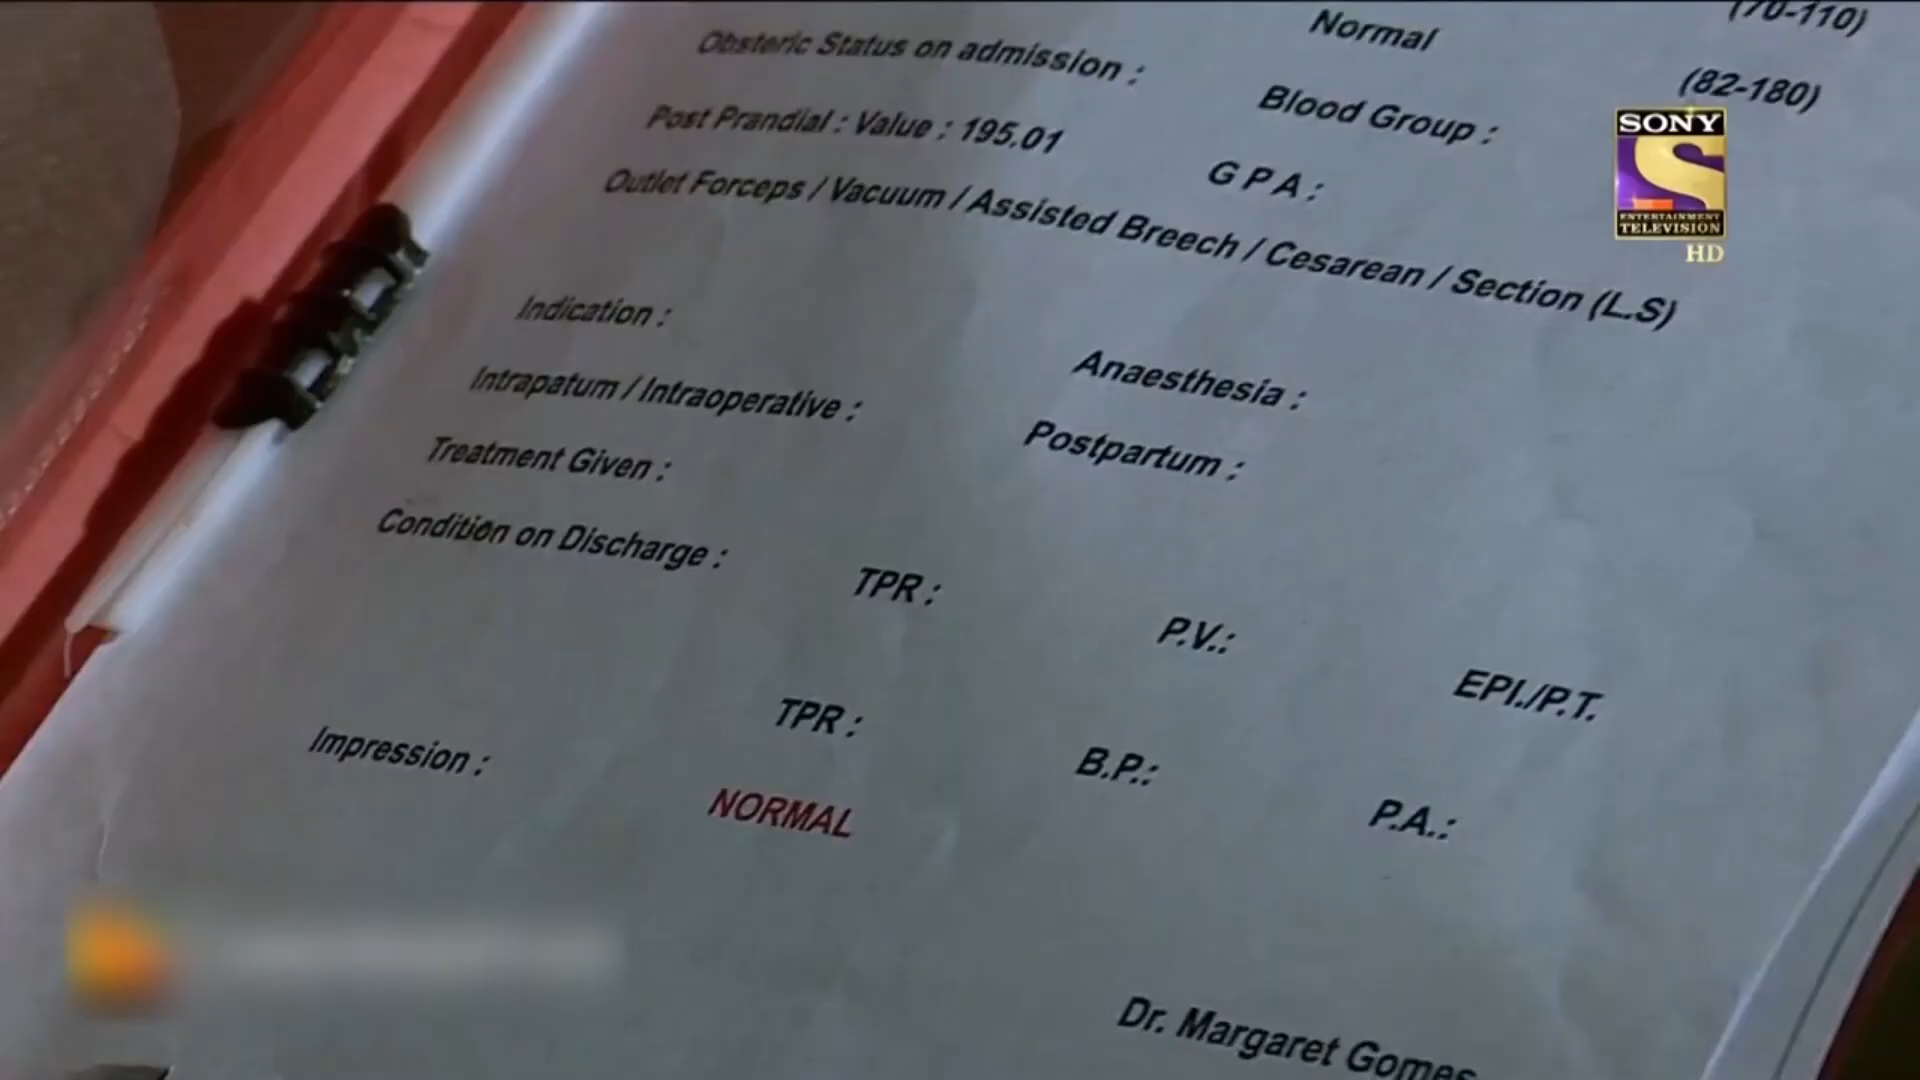 (70-110)
Normal
Obsteric Status on admission :
(82-180)
Blood Group :
Post Prandial : Value : 195.01
G P A :
Outlet Forceps / Vacuum / Assisted Breech / Cesarean / Section (L.S)
Indication :
Anaesthesia :
Intrapatum / Intraoperative :
Postpartum :
Treatment Given :
Condition on Discharge :
TPR :
P.V.:
EPI./P.T.
TPR :
B.P.:
P.A.:
Impression :
NORMAL
Dr. Margaret Gomes
SONY
ENTERTAINMENT
TELEVISION
HD